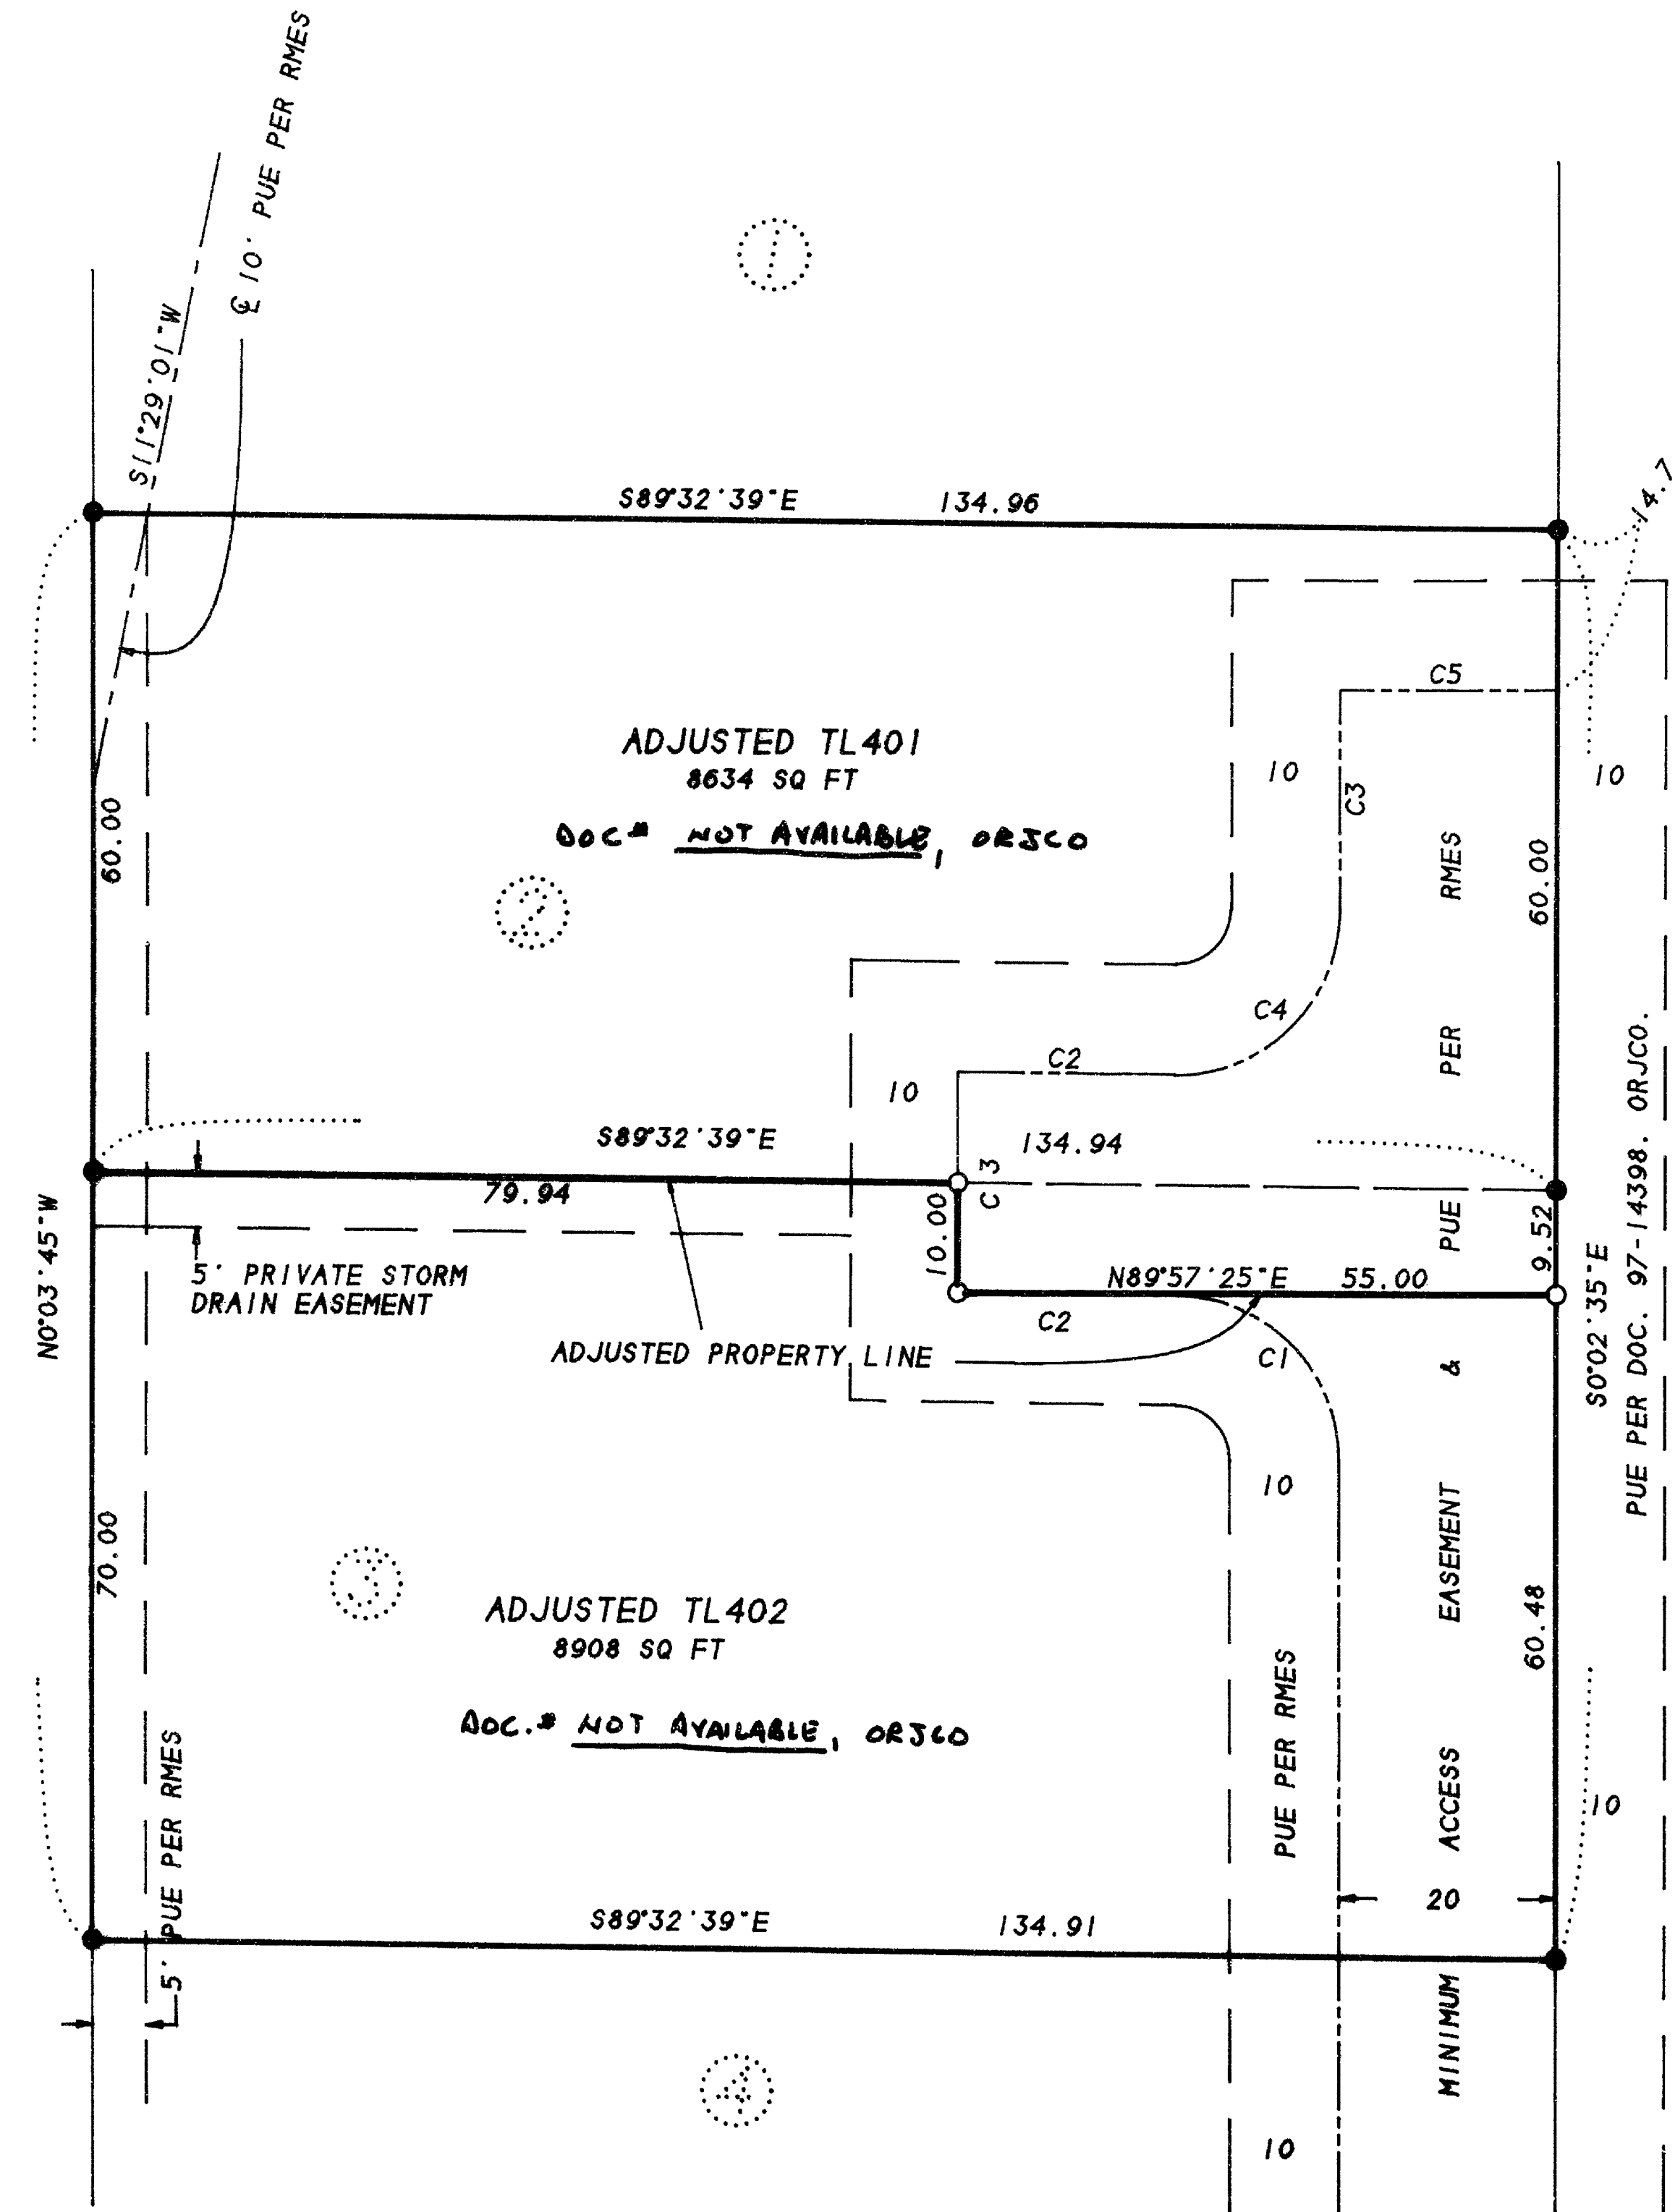 ℄ 10' PUE PER RMES
S11°29'01"W
1
S89°32'39"E 134.96
14.7
C5
ADJUSTED TL401
8634 SQ FT
DOC# NOT AVAILABLE, ORJCO
10
C3
10
60.00
60.00
2
C4
C2
10
S89°32'39"E 134.94
79.94
C3
10.00
9.52
N0°03'45"W
5' PRIVATE STORM
DRAIN EASEMENT
N89°57'25"E 55.00
C2
C1
ADJUSTED PROPERTY LINE
S0°02'35"E
PUE PER DOC. 97-14398. ORJCO.
10
70.00
3
ADJUSTED TL402
8908 SQ FT
DOC.# NOT AVAILABLE, ORJCO
60.48
PUE PER RMES
MINIMUM ACCESS EASEMENT & PUE PER RMES
5' PUE PER RMES
10
20
S89°32'39"E 134.91
4
10